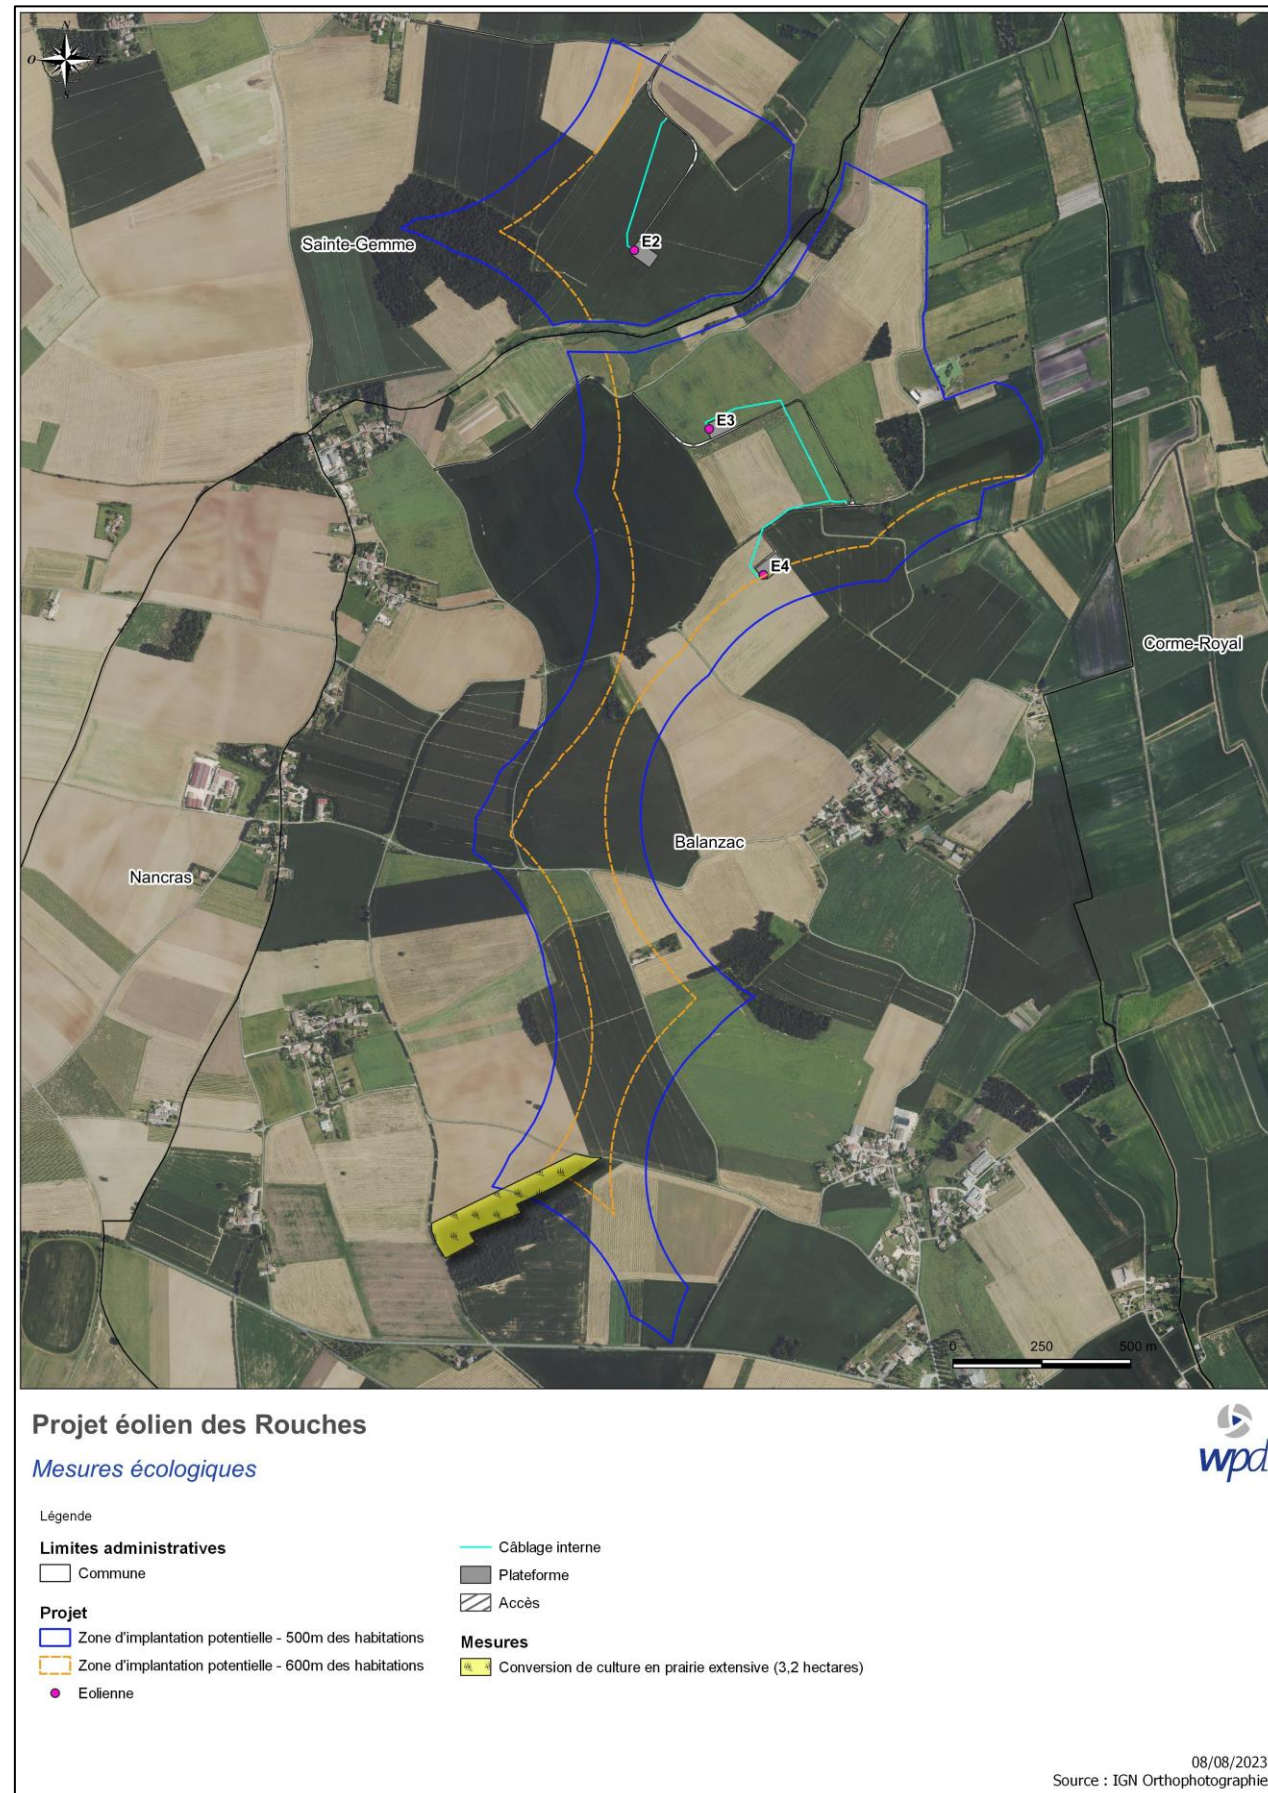 N
O
E
S
Sainte-Gemme
E2
E3
E4
Corme-Royal
Balanzac
Nancras
0 250 500 m
Projet éolien des Rouches
wpd
Mesures écologiques
Légende
Limites administratives
Commune
Projet
Zone d'implantation potentielle - 500m des habitations
Zone d'implantation potentielle - 600m des habitations
Eolienne
Câblage interne
Plateforme
Accès
Mesures
Conversion de culture en prairie extensive (3,2 hectares)
08/08/2023
Source : IGN Orthophotographie